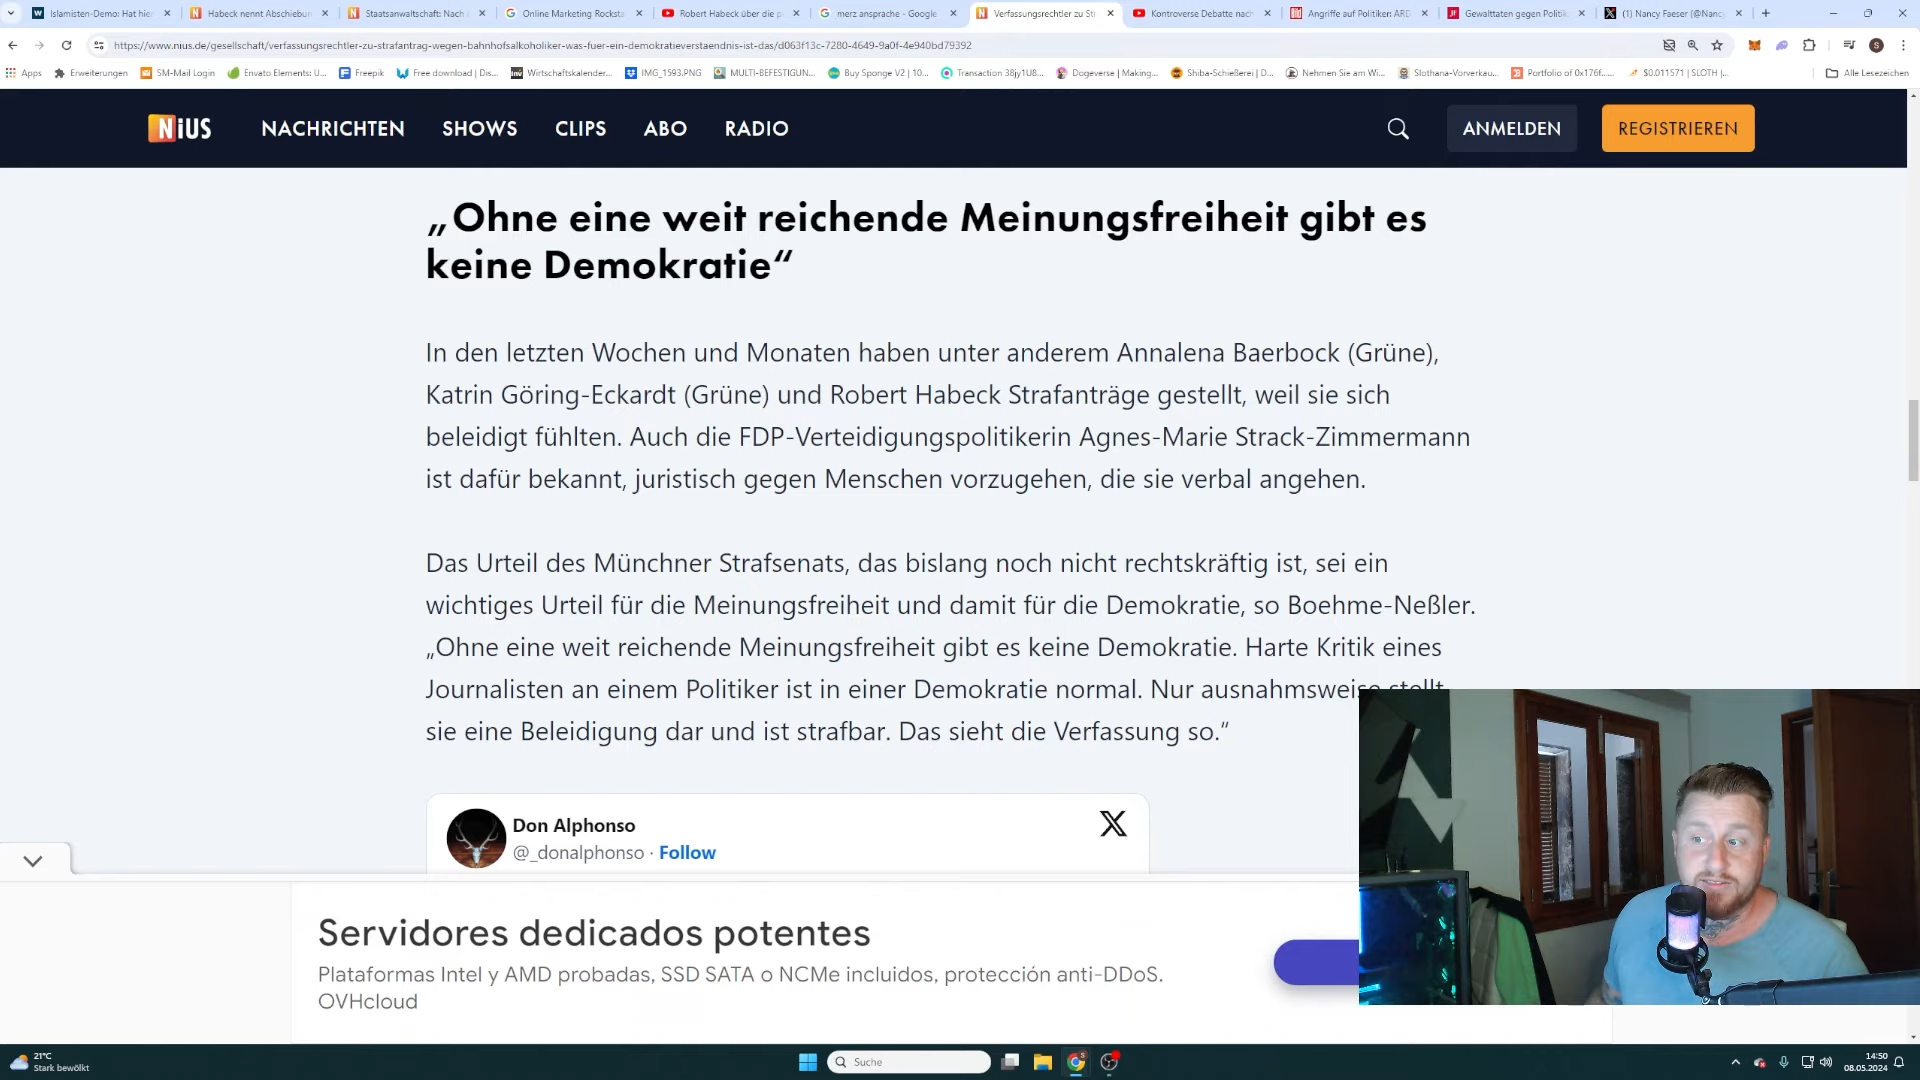 Islamisten-Demo: Hat hier
Habeck nennt Abschiebun
Staatsanwaltschaft: Nach
Online Marketing Rocksta
Robert Habeck über die p
merz ansprache - Google
Verfassungsrechtler zu St
Kontroverse Debatte nach
Angriffe auf Politiker: ARD
Gewalttaten gegen Politik
(1) Nancy Faeser (@Nancy
https://www.nius.de/gesellschaft/verfassungsrechtler-zu-strafantrag-wegen-bahnhofsalkoholiker-was-fuer-ein-demokratieverstaendnis-ist-das/d063f13c-7280-4649-9a0f-4e940bd79392
S
Apps
Erweiterungen
SM-Mail Login
Envato Elements: U...
Freepik
Free download | Dis...
Wirtschaftskalender...
IMG_1593.PNG
MULTI-BEFESTIGUN...
Buy Sponge V2 | 10...
Transaction 38jy1U8...
Dogeverse | Making...
Shiba-Schießerei | D...
Nehmen Sie am Wi...
Slothana-Vorverkau...
Portfolio of 0x176f......
$0.011571 | SLOTH |...
Alle Lesezeichen
NiUS
NACHRICHTEN
SHOWS
CLIPS
ABO
RADIO
ANMELDEN
REGISTRIEREN
„Ohne eine weit reichende Meinungsfreiheit gibt es
keine Demokratie“
In den letzten Wochen und Monaten haben unter anderem Annalena Baerbock (Grüne),
Katrin Göring-Eckardt (Grüne) und Robert Habeck Strafanträge gestellt, weil sie sich
beleidigt fühlten. Auch die FDP-Verteidigungspolitikerin Agnes-Marie Strack-Zimmermann
ist dafür bekannt, juristisch gegen Menschen vorzugehen, die sie verbal angehen.
Das Urteil des Münchner Strafsenats, das bislang noch nicht rechtskräftig ist, sei ein
wichtiges Urteil für die Meinungsfreiheit und damit für die Demokratie, so Boehme-Neßler.
„Ohne eine weit reichende Meinungsfreiheit gibt es keine Demokratie. Harte Kritik eines
Journalisten an einem Politiker ist in einer Demokratie normal. Nur ausnahmsweise stellt
sie eine Beleidigung dar und ist strafbar. Das sieht die Verfassung so.“
Don Alphonso
@_donalphonso · Follow
Servidores dedicados potentes
Plataformas Intel y AMD probadas, SSD SATA o NCMe incluidos, protección anti-DDoS.
OVHcloud
21°C
Stark bewölkt
Suche
14:50
08.05.2024